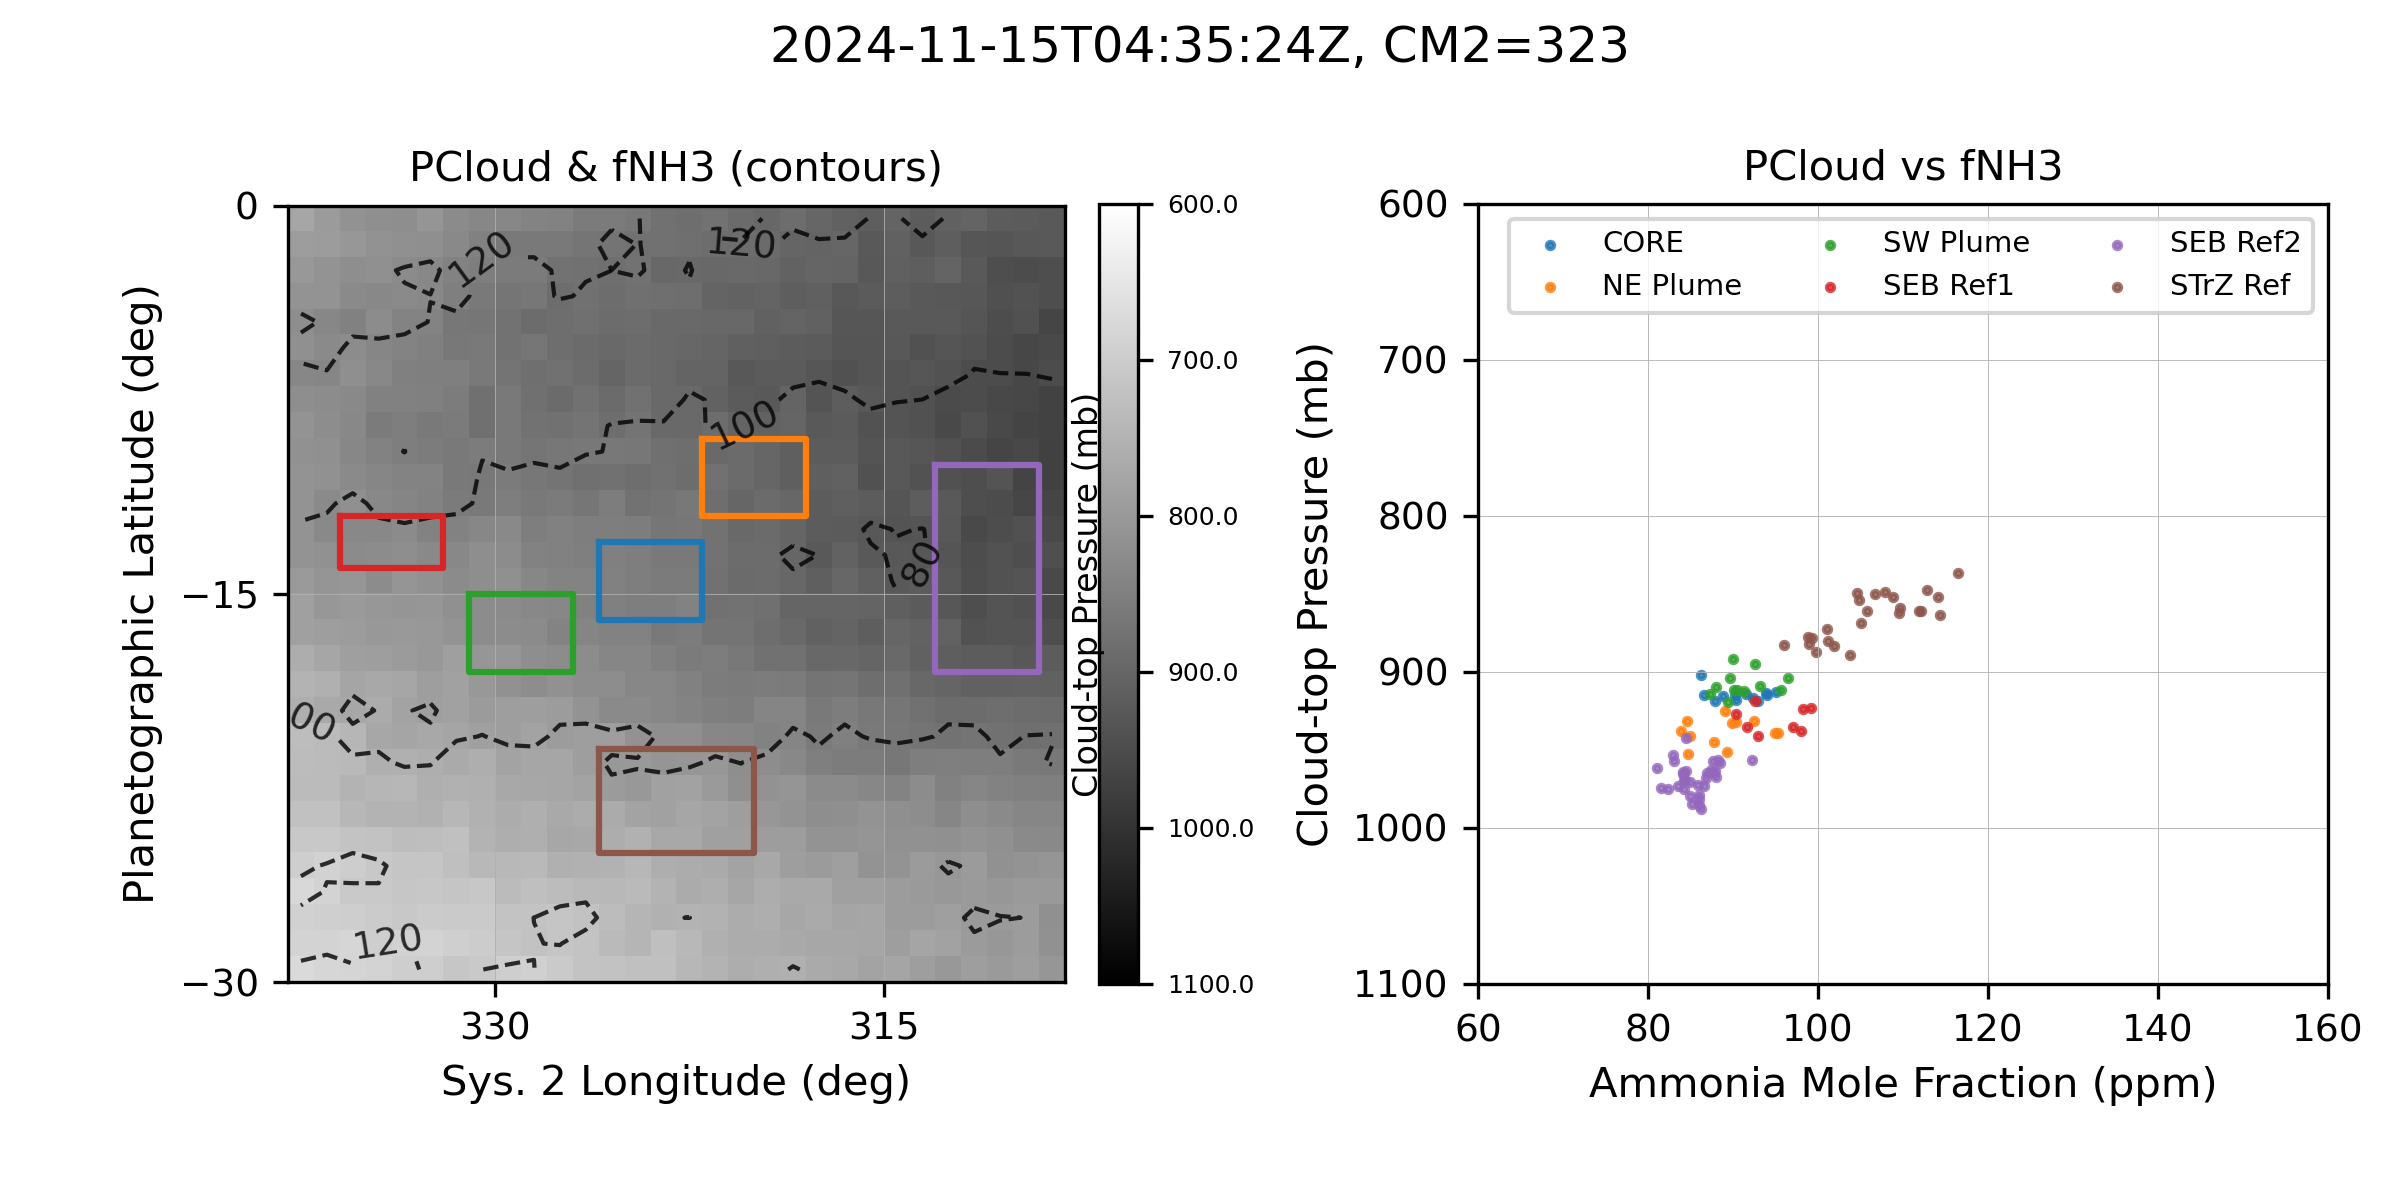 2024-11-15T04:35:24Z, CM2=323
PCloud & fNH3 (contours)
0
−15
−30
Planetographic Latitude (deg)
120
120
100
80
00
120
330
315
Sys. 2 Longitude (deg)
600.0
700.0
800.0
900.0
1000.0
1100.0
Cloud-top Pressure (mb)
PCloud vs fNH3
CORE
NE Plume
SW Plume
SEB Ref1
SEB Ref2
STrZ Ref
600
700
800
900
1000
1100
Cloud-top Pressure (mb)
60
80
100
120
140
160
Ammonia Mole Fraction (ppm)